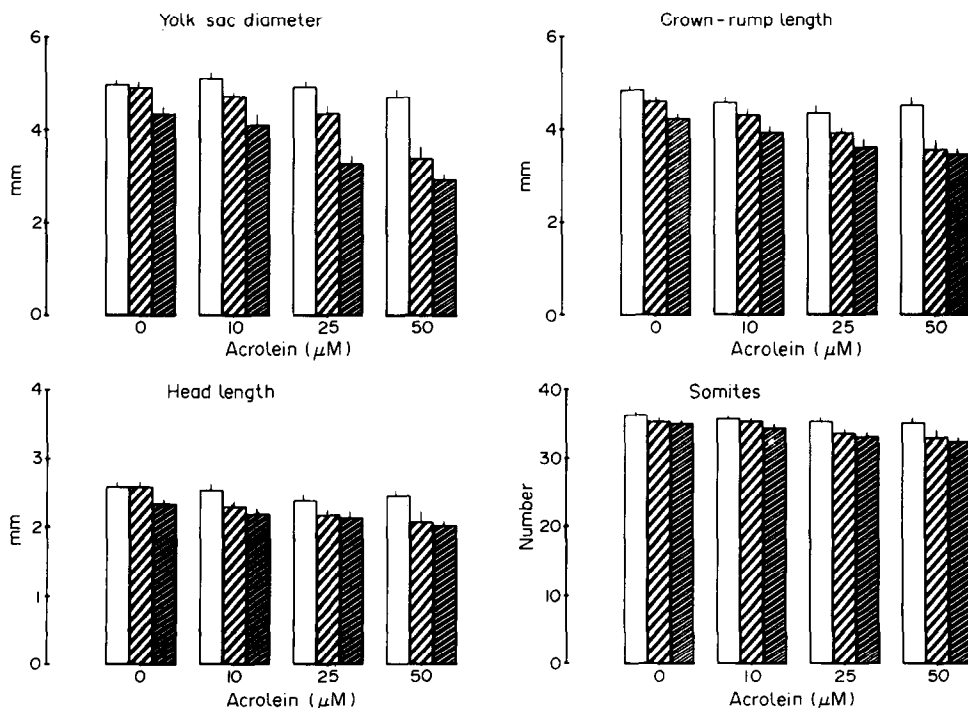 Yolk sac diameter
6
4
2
0
mm
0 10 25 50
Acrolein (μM)
Crown-rump length
6
4
2
0
mm
0 10 25 50
Acrolein (μM)
Head length
4
3
2
1
0
mm
0 10 25 50
Acrolein (μM)
Somites
40
30
20
10
0
Number
0 10 25 50
Acrolein (μM)